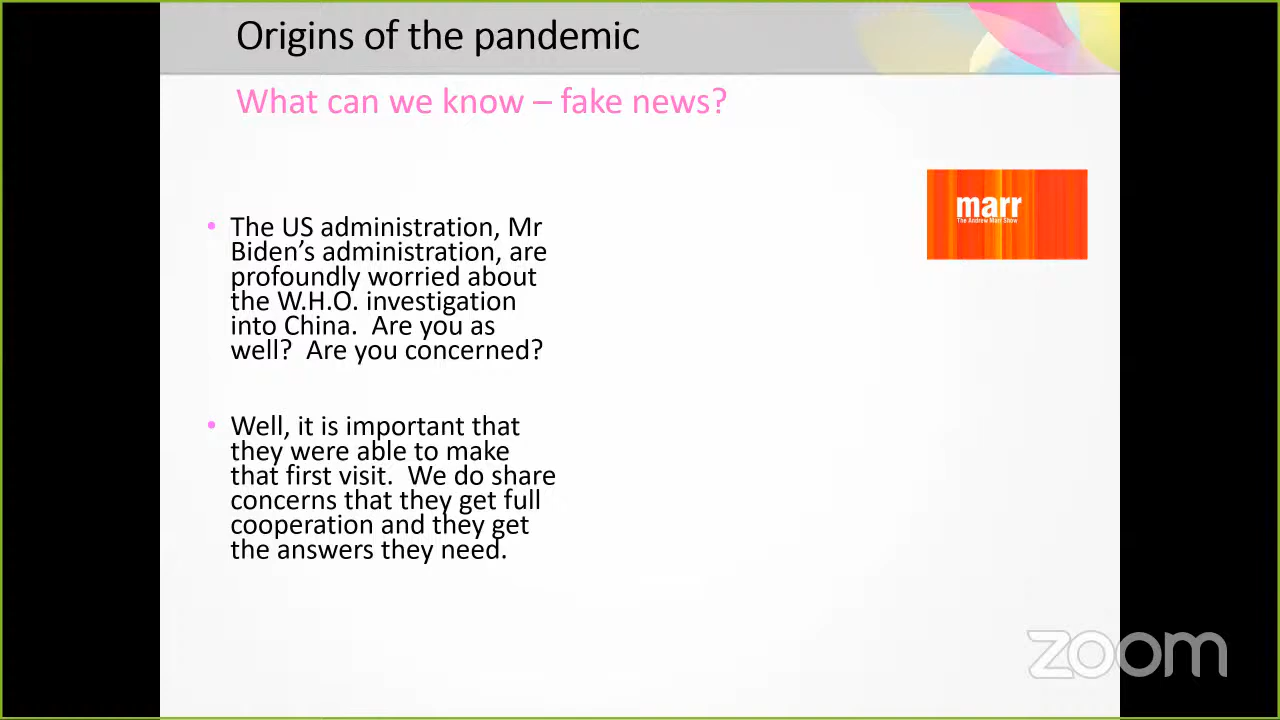 Origins of the pandemic
What can we know – fake news?
marr
The Andrew Marr Show
• The US administration, Mr
Biden’s administration, are
profoundly worried about
the W.H.O. investigation
into China.  Are you as
well?  Are you concerned?
• Well, it is important that
they were able to make
that first visit.  We do share
concerns that they get full
cooperation and they get
the answers they need.
zoom